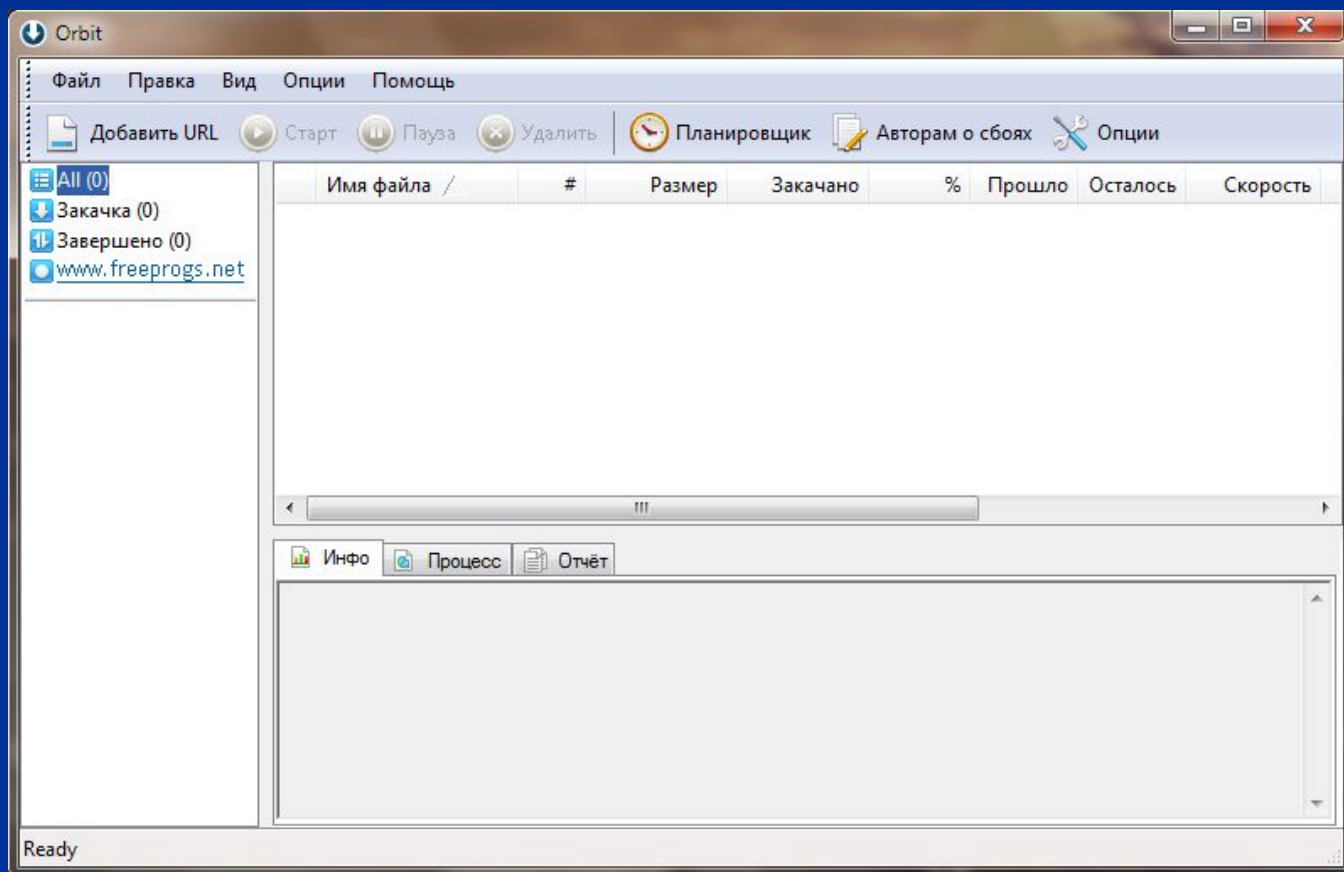 Orbit
Файл Правка Вид Опции Помощь
Добавить URL Старт Пауза Удалить Планировщик Авторам о сбоях Опции
All (0)
Закачка (0)
Завершено (0)
www.freeprogs.net
Имя файла # Размер Закачано % Прошло Осталось Скорость
Инфо Процесс Отчёт
Ready